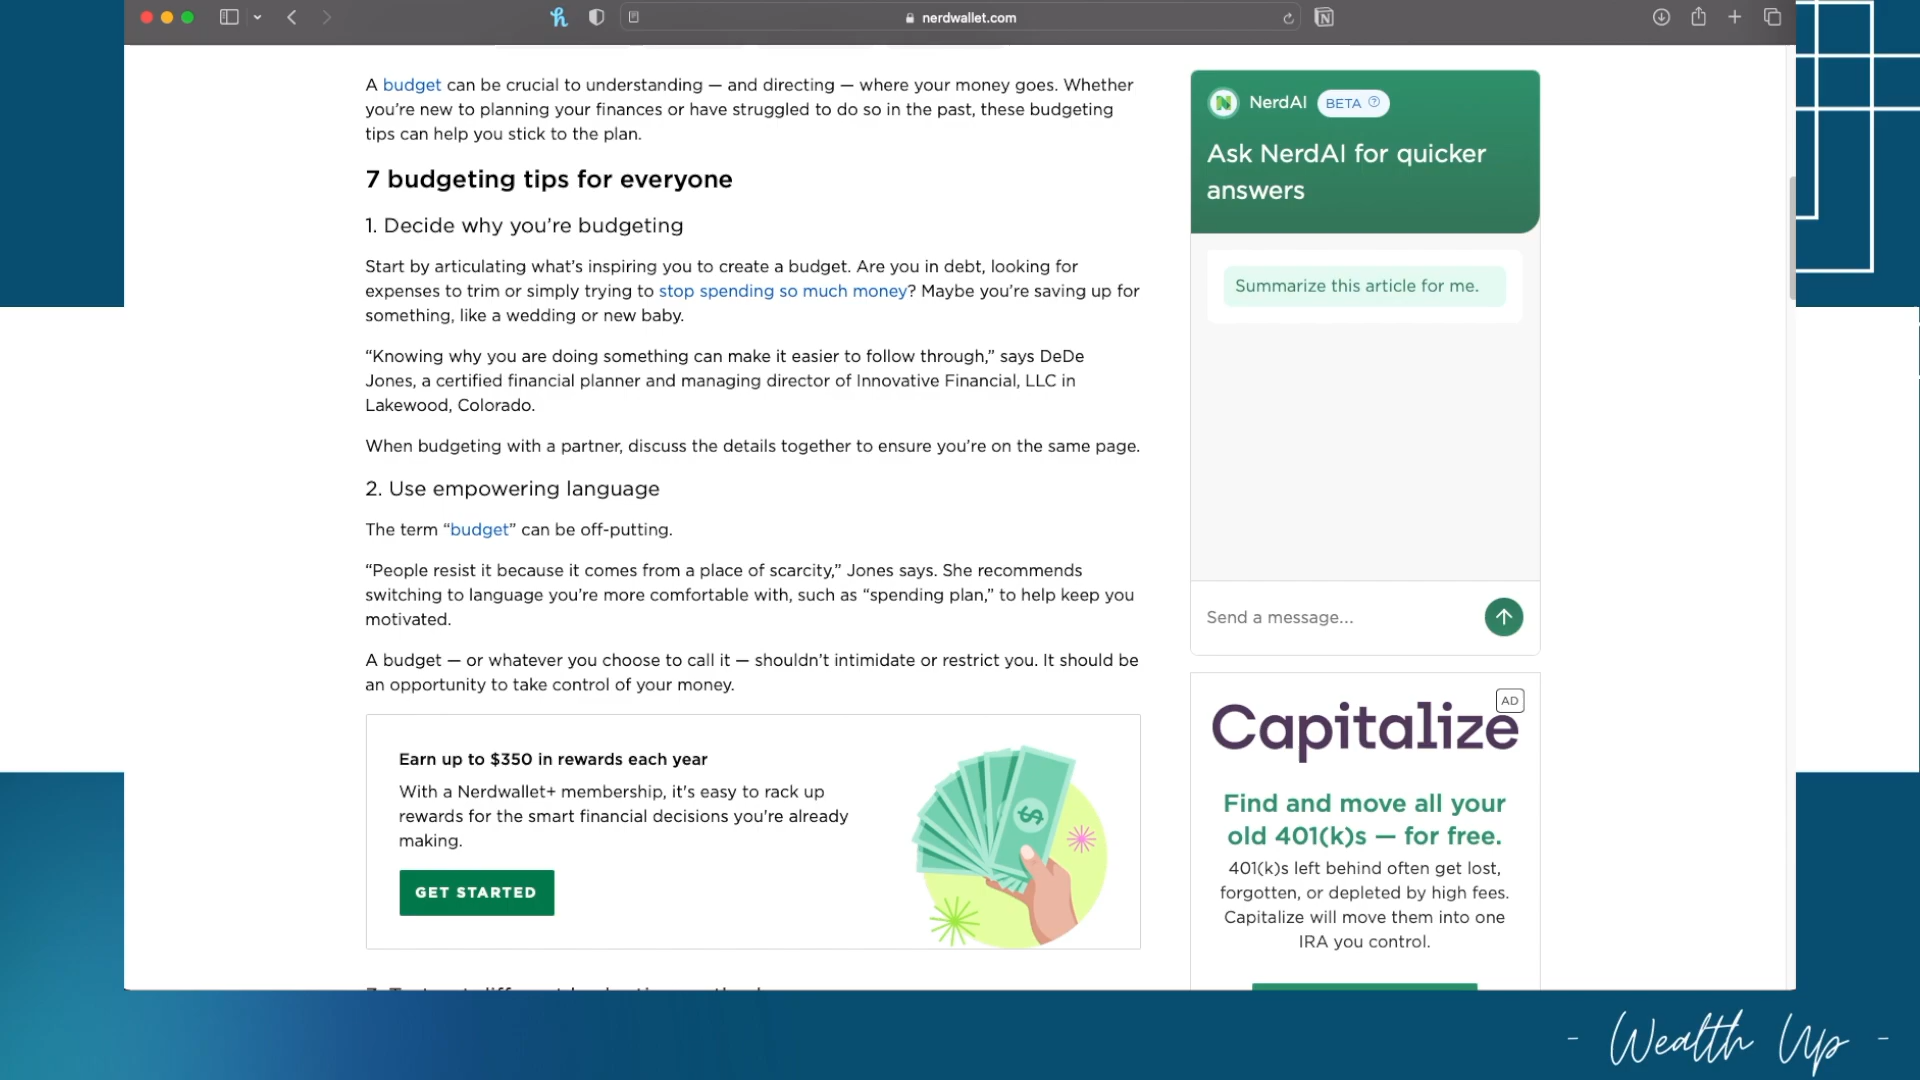 nerdwallet.com
A budget can be crucial to understanding — and directing — where your money goes. Whether
you're new to planning your finances or have struggled to do so in the past, these budgeting
tips can help you stick to the plan.
7 budgeting tips for everyone
1. Decide why you're budgeting
Start by articulating what's inspiring you to create a budget. Are you in debt, looking for
expenses to trim or simply trying to stop spending so much money? Maybe you're saving up for
something, like a wedding or new baby.
“Knowing why you are doing something can make it easier to follow through,” says DeDe
Jones, a certified financial planner and managing director of Innovative Financial, LLC in
Lakewood, Colorado.
When budgeting with a partner, discuss the details together to ensure you're on the same page.
2. Use empowering language
The term “budget” can be off-putting.
“People resist it because it comes from a place of scarcity,” Jones says. She recommends
switching to language you're more comfortable with, such as “spending plan,” to help keep you
motivated.
A budget — or whatever you choose to call it — shouldn't intimidate or restrict you. It should be
an opportunity to take control of your money.
Earn up to $350 in rewards each year
With a Nerdwallet+ membership, it's easy to rack up
rewards for the smart financial decisions you're already
making.
GET STARTED
NerdAI BETA
Ask NerdAI for quicker
answers
Summarize this article for me.
Send a message...
AD
Capitalize
Find and move all your
old 401(k)s — for free.
401(k)s left behind often get lost,
forgotten, or depleted by high fees.
Capitalize will move them into one
IRA you control.
- Wealth Up -